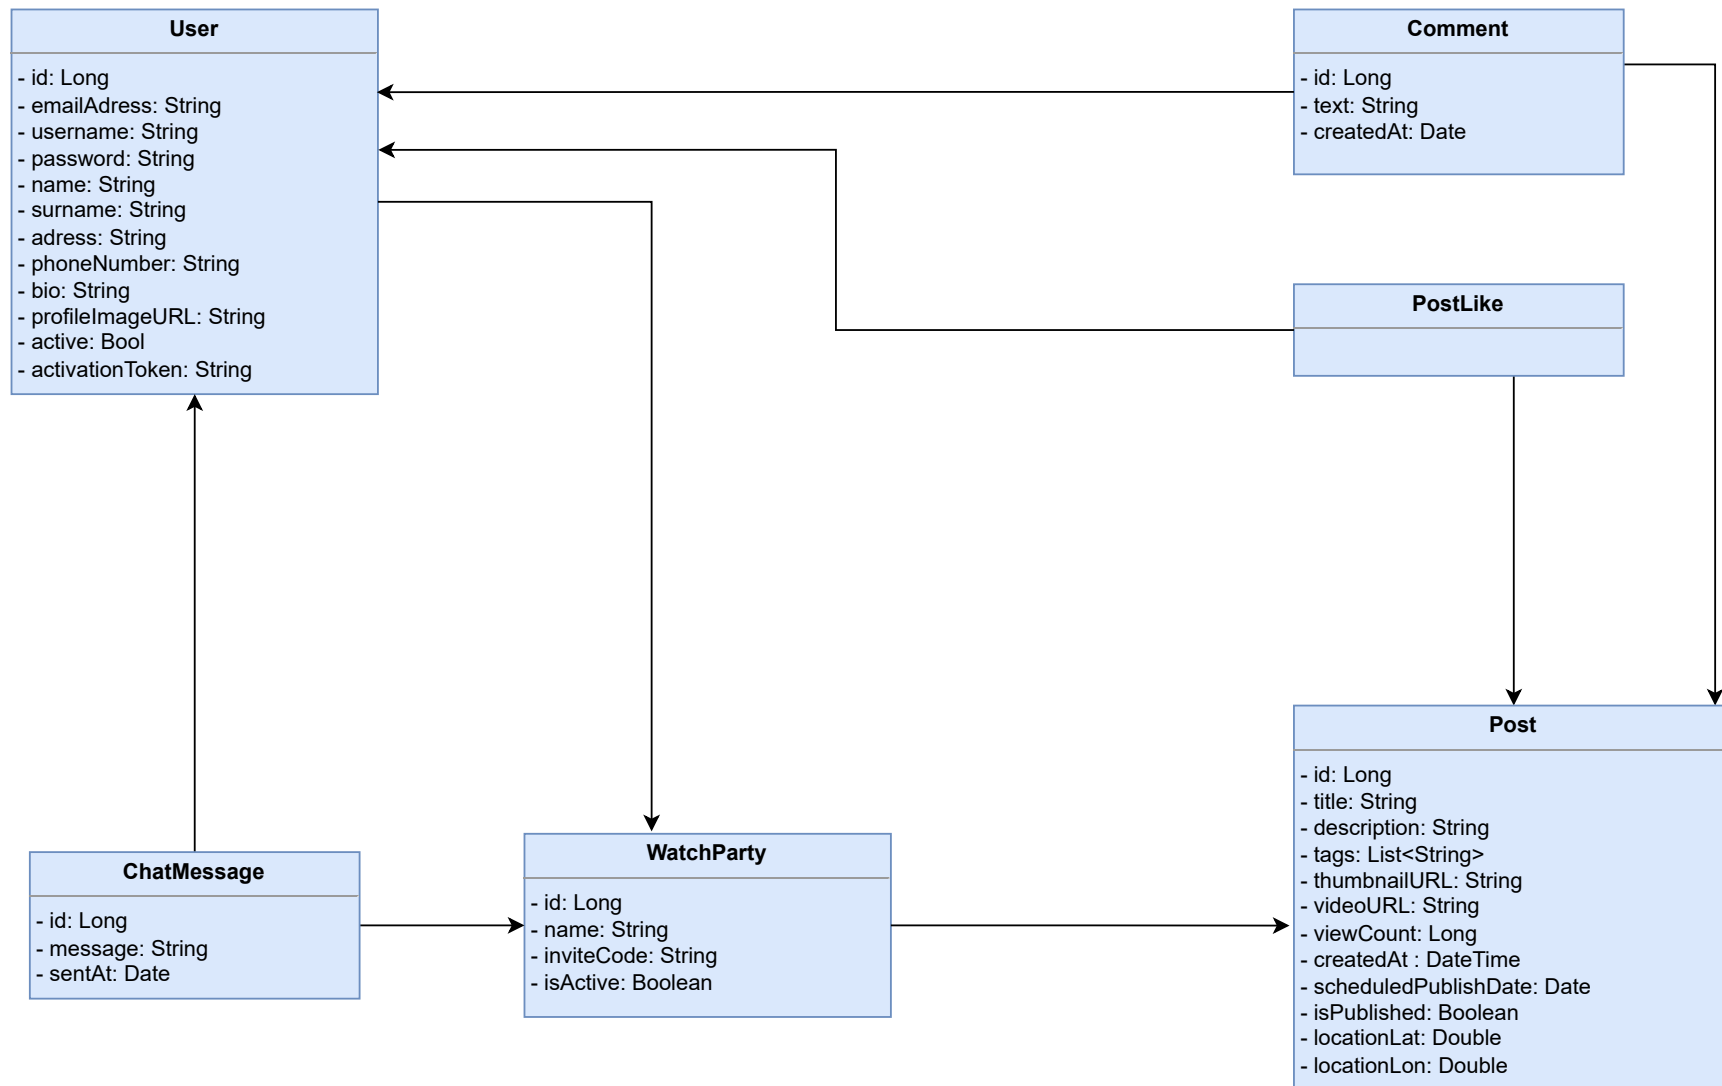 User
- id: Long
- emailAdress: String
- username: String
- password: String
- name: String
- surname: String
- adress: String
- phoneNumber: String
- bio: String
- profileImageURL: String
- active: Bool
- activationToken: String
Comment
- id: Long
- text: String
- createdAt: Date
PostLike
ChatMessage
- id: Long
- message: String
- sentAt: Date
WatchParty
- id: Long
- name: String
- inviteCode: String
- isActive: Boolean
Post
- id: Long
- title: String
- description: String
- tags: List<String>
- thumbnailURL: String
- videoURL: String
- viewCount: Long
- createdAt : DateTime
- scheduledPublishDate: Date
- isPublished: Boolean
- locationLat: Double
- locationLon: Double